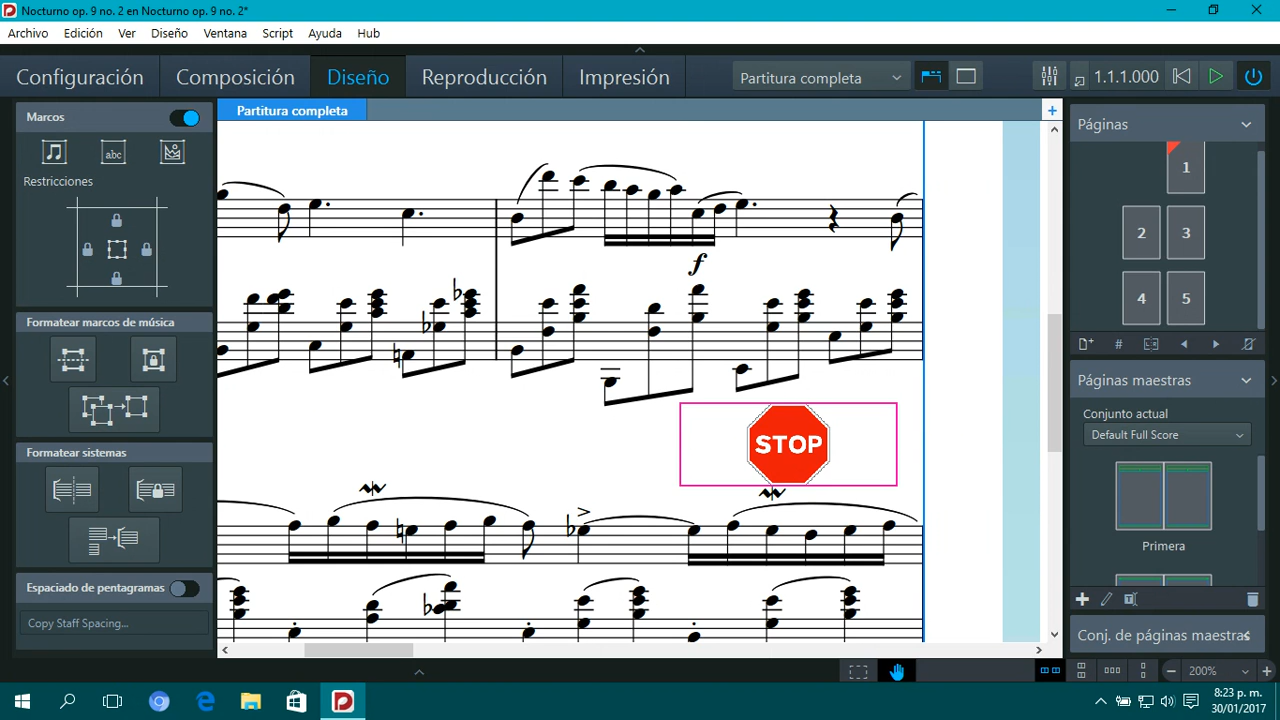 Nocturno op. 9 no. 2 en Nocturno op. 9 no. 2*
Archivo Edición Ver Diseño Ventana Script Ayuda Hub
Configuración Composición Diseño Reproducción Impresión Partitura completa 1.1.1.000
Marcos
abc
Restricciones
Formatear marcos de música
Formatear sistemas
Espaciado de pentagramas
Copy Staff Spacing...
Partitura completa
f
STOP
Páginas
1
2 3
4 5
#
Páginas maestras
Conjunto actual
Default Full Score
Primera
Conj. de páginas maestras
200%
8:23 p. m.
30/01/2017